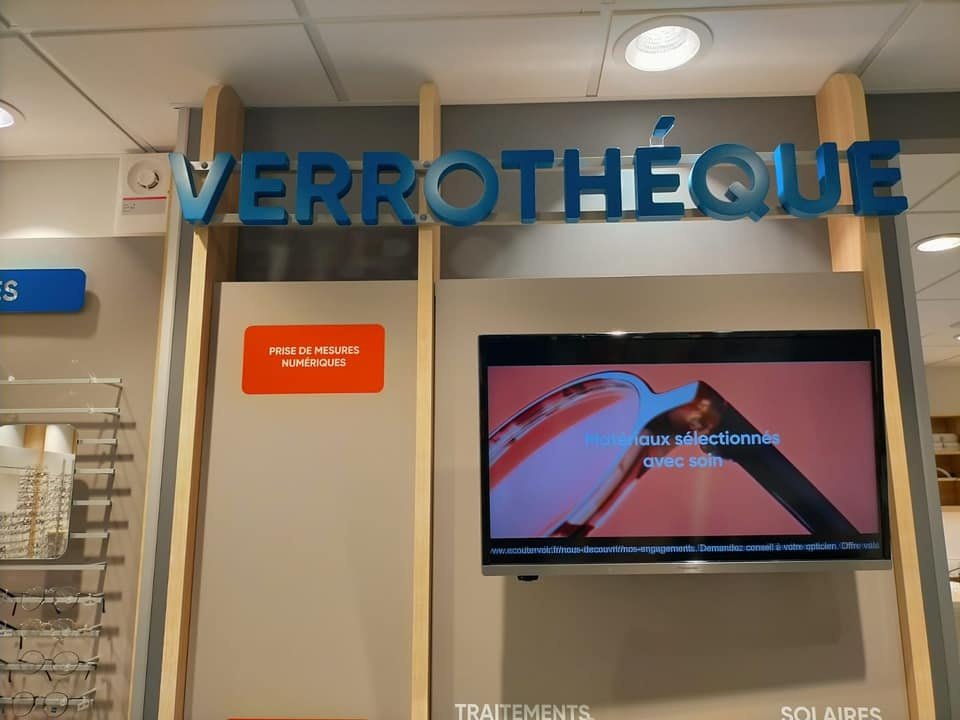 VERROTHÉQUE
ES
PRISE DE MESURES
NUMÉRIQUES
Matériaux sélectionnés
avec soin
www.ecoutervoir.fr/nous-decouvrir/nos-engagements. Demandez conseil à votre opticien. Offre vala
TRAITEMENTS
SOLAIRES